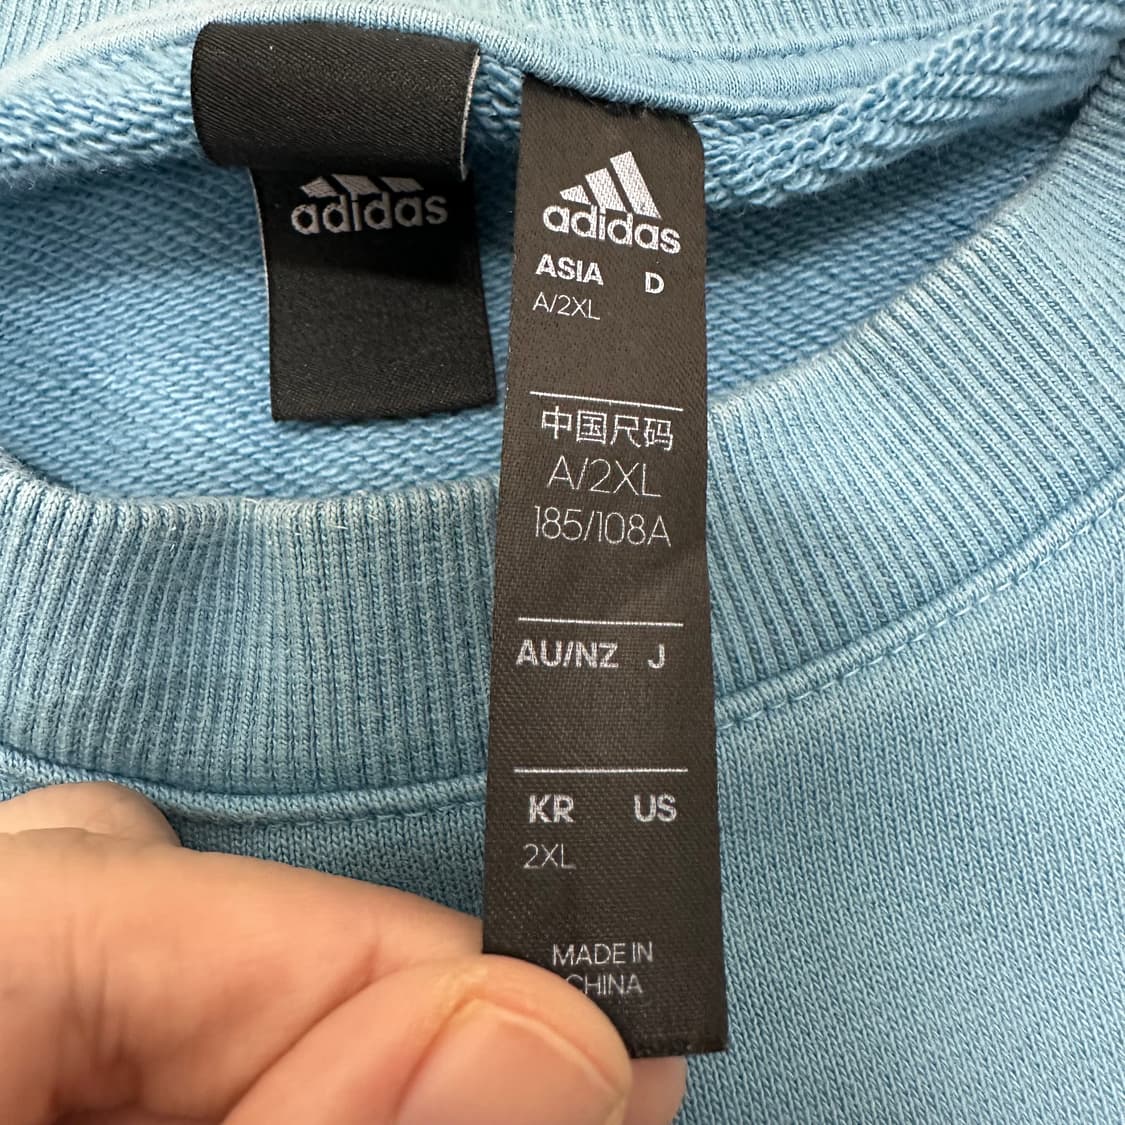 adidas
adidas
ASIA D
A/2XL
中国尺码
A/2XL
185/108A
AU/NZ J
KR US
2XL
MADE IN
CHINA